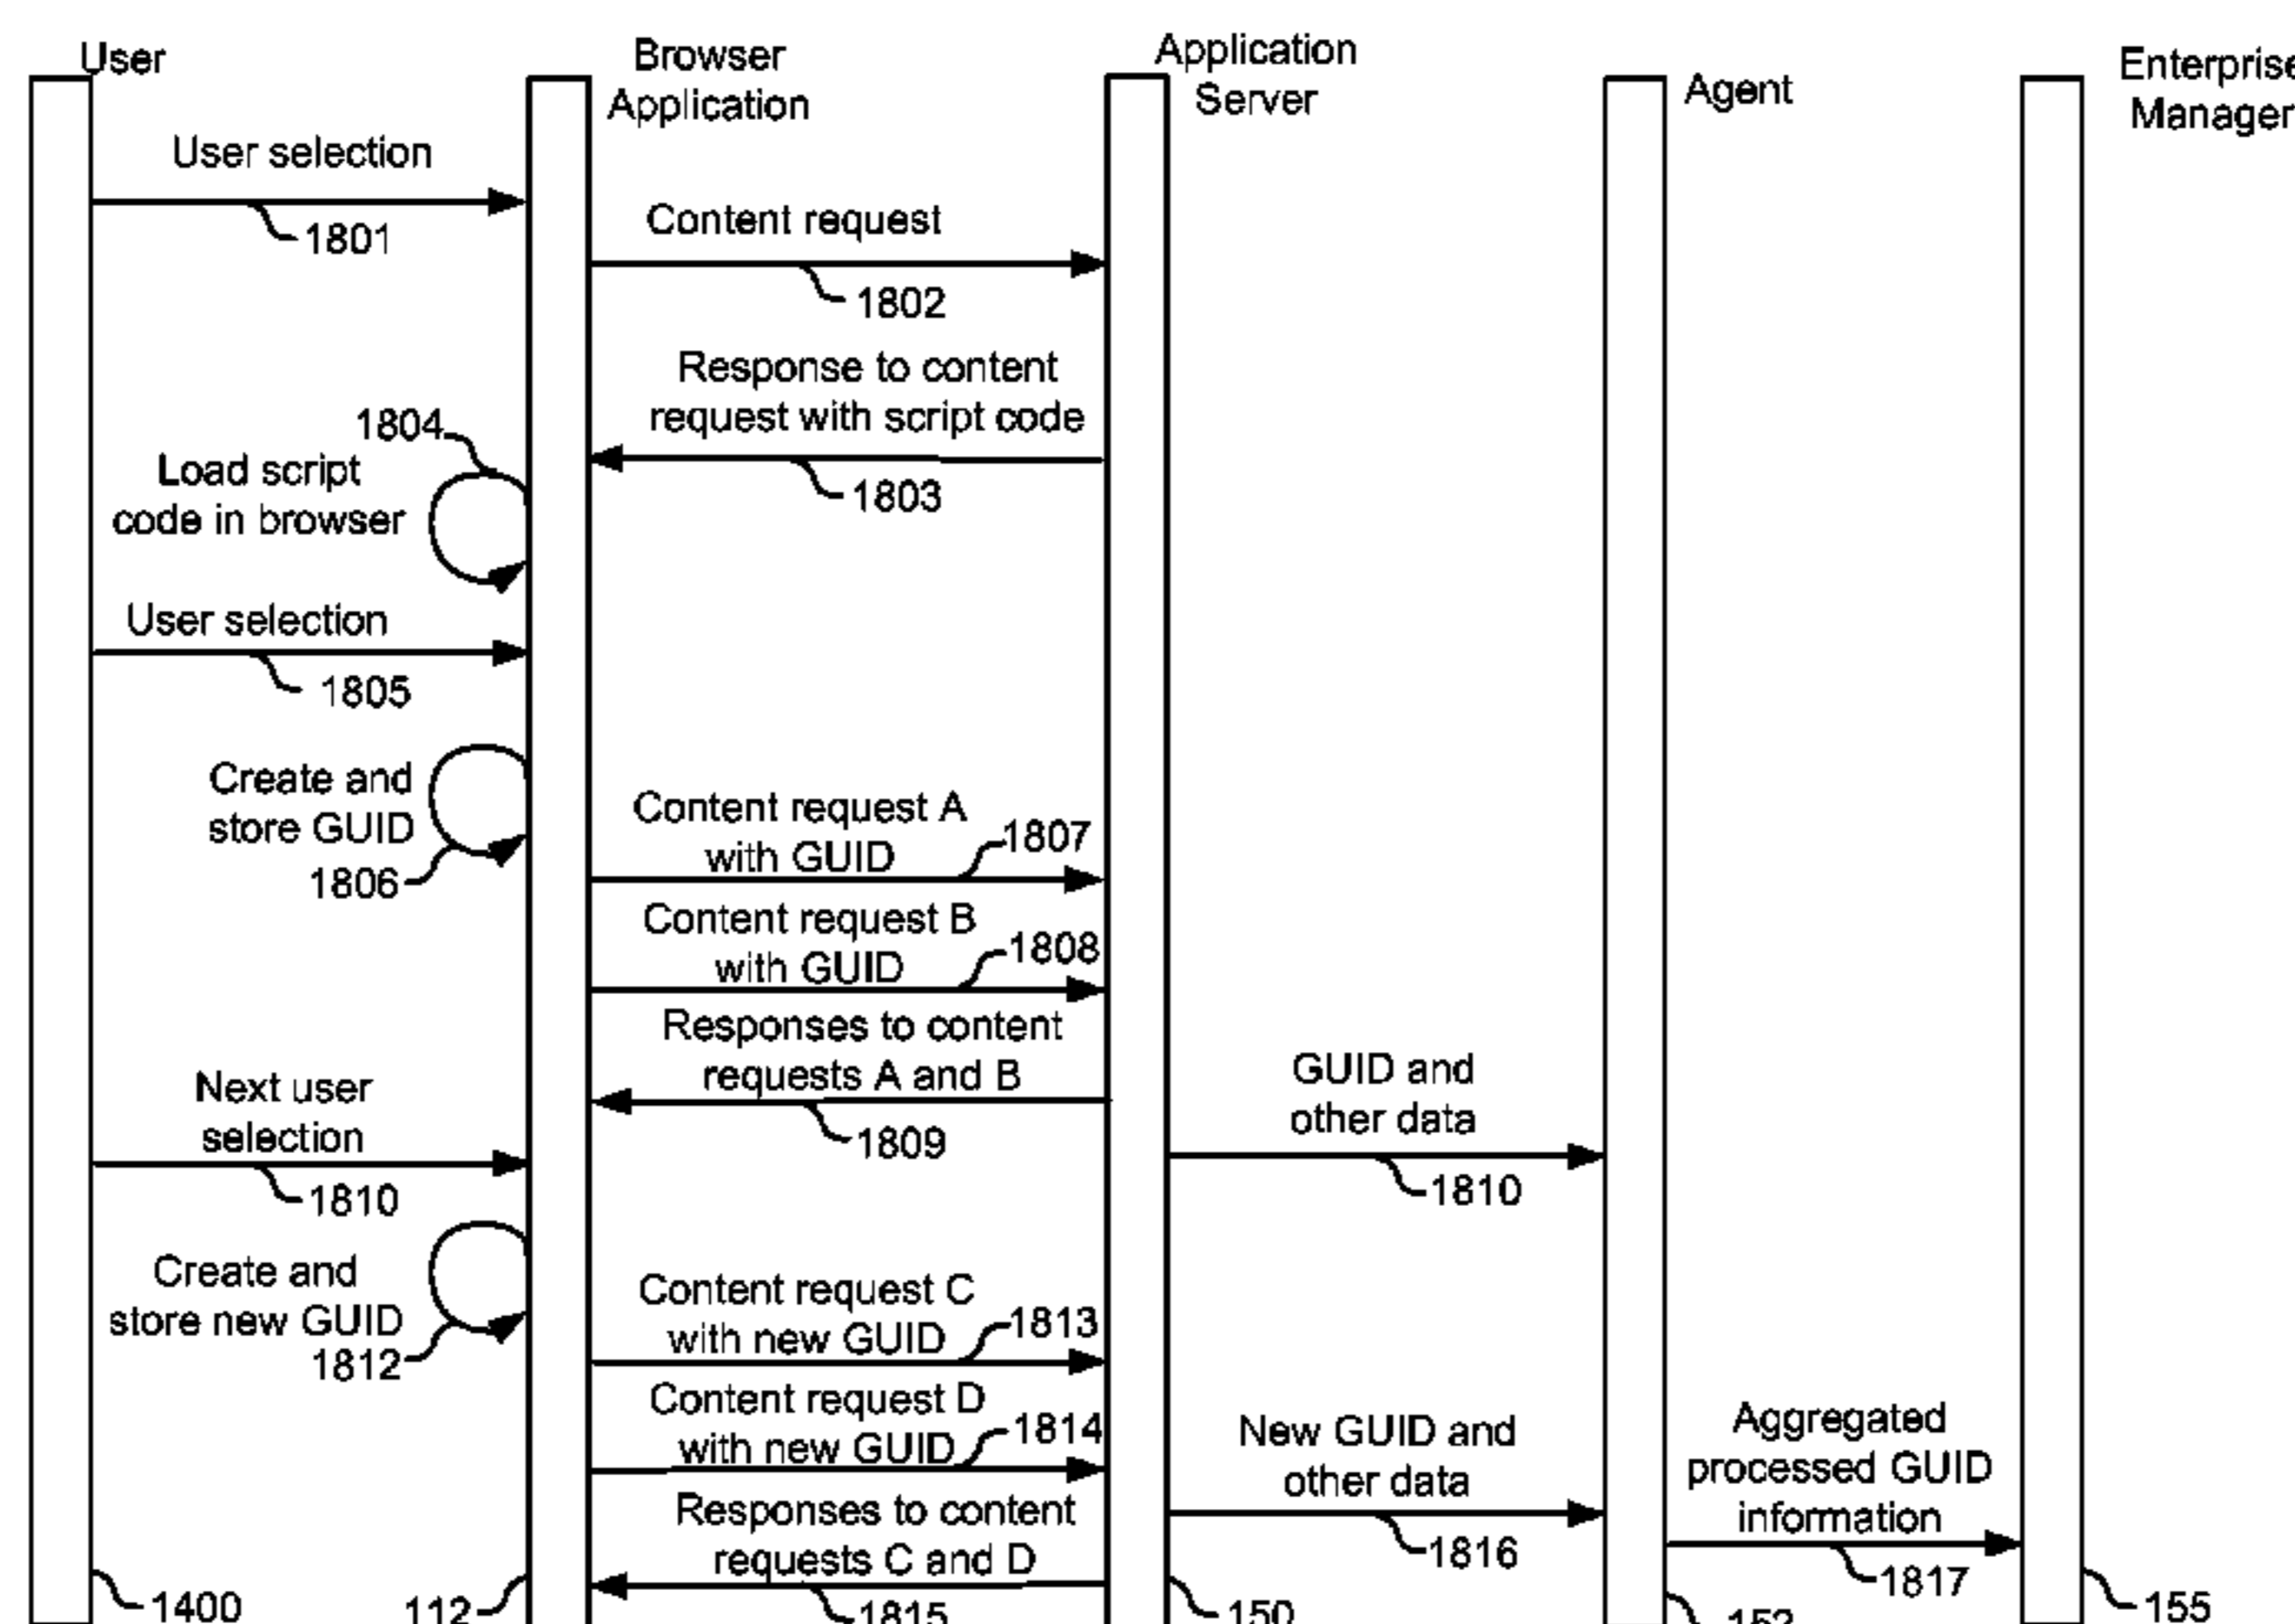 User
Browser
Application
Application
Server
Agent
Enterprise
Manager
User selection
1801
Content request
1802
Response to content
request with script code
1803
1804
Load script
code in browser
User selection
1805
Create and
store GUID
1806
Content request A
with GUID
1807
Content request B
with GUID
1808
Responses to content
requests A and B
1809
GUID and
other data
1810
Next user
selection
1810
Create and
store new GUID
1812
Content request C
with new GUID
1813
Content request D
with new GUID
1814
Responses to content
requests C and D
1815
New GUID and
other data
1816
Aggregated
processed GUID
information
1817
1400
112
150
152
155